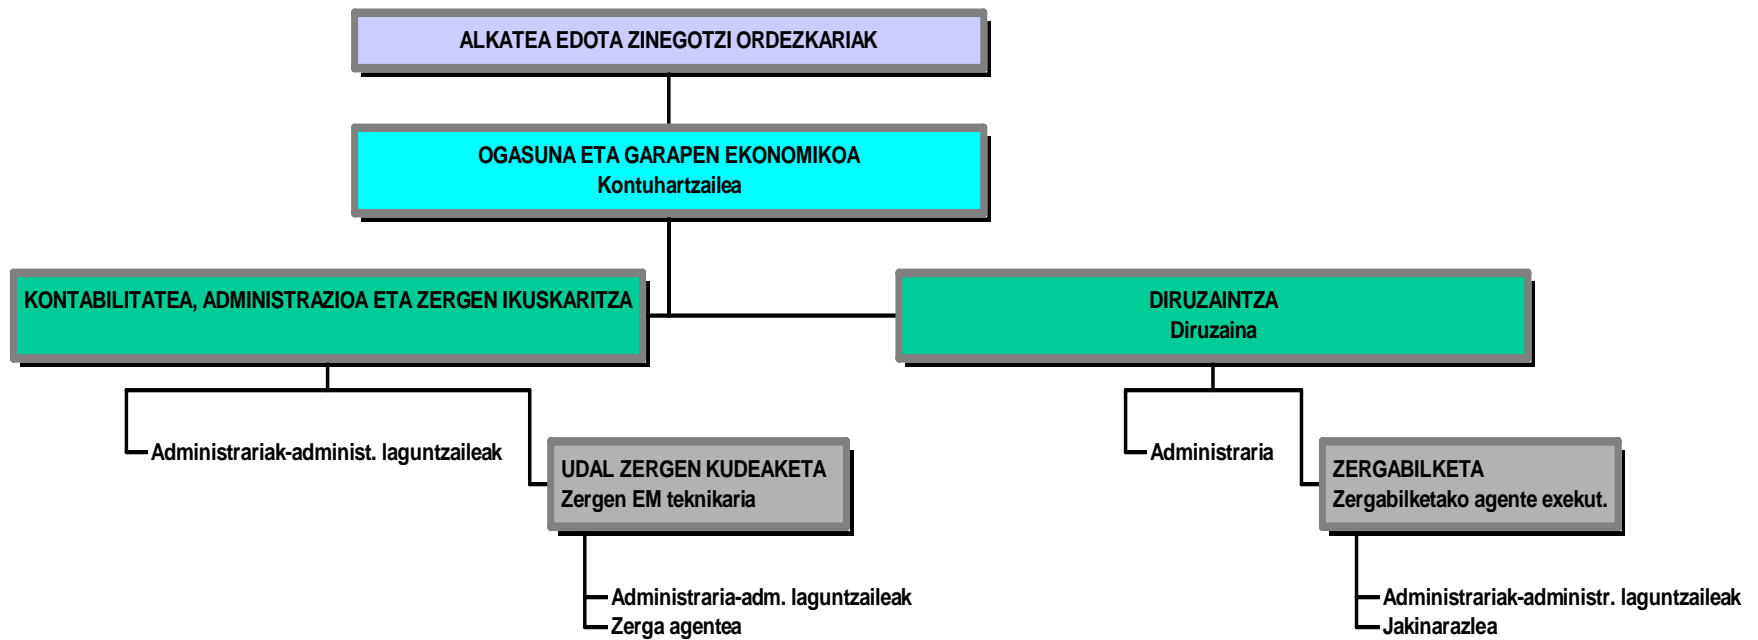 ALKATEA EDOTA ZINEGOTZI ORDEZKARIAK
OGASUNA ETA GARAPEN EKONOMIKOA
Kontuhartzailea
KONTABILITATEA, ADMINISTRAZIOA ETA ZERGEN IKUSKARITZA
DIRUZAINTZA
Diruzaina
Administrariak-administ. laguntzaileak
UDAL ZERGEN KUDEAKETA
Zergen EM teknikaria
Administraria-adm. laguntzaileak
Zerga agentea
Administraria
ZERGABILKETA
Zergabilketako agente exekut.
Administrariak-administr. laguntzaileak
Jakinarazlea